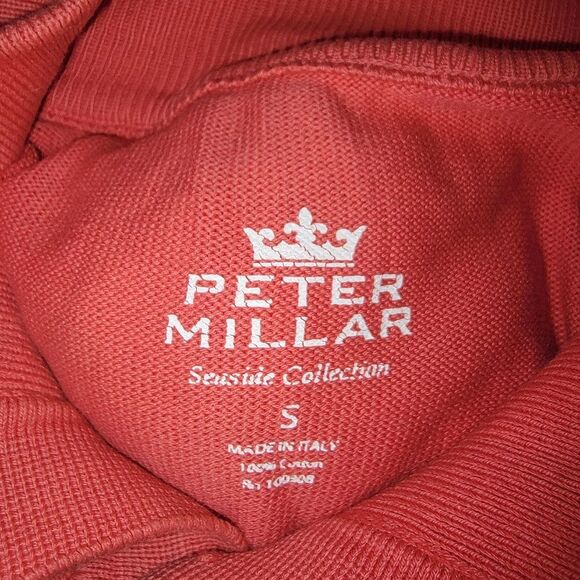 PETER
MILLAR
Seaside Collection
S
MADE IN ITALY
100% Cotton